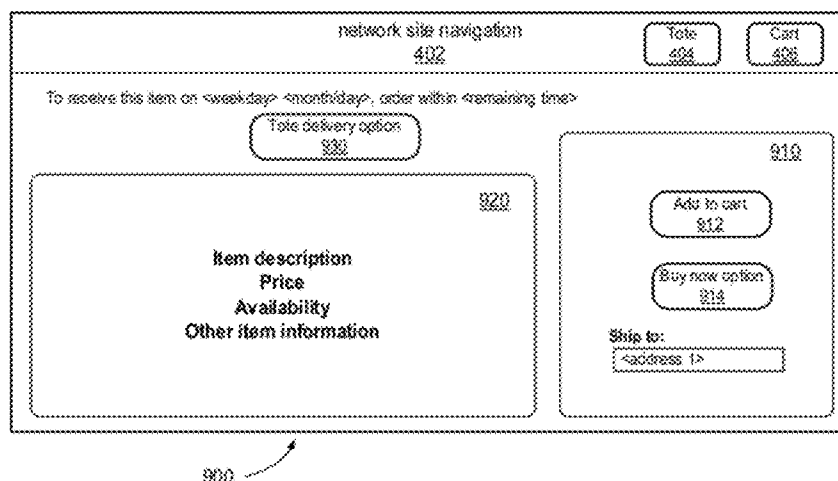 network site navigation
402
Tote
404
Cart
406
To receive this item on <weekday> <month/day>, order within <remaining time>
Tote delivery option
930
910
920
Add to cart
912
Item description
Price
Availability
Other item information
Buy now option
914
Ship to:
<address 1>
900